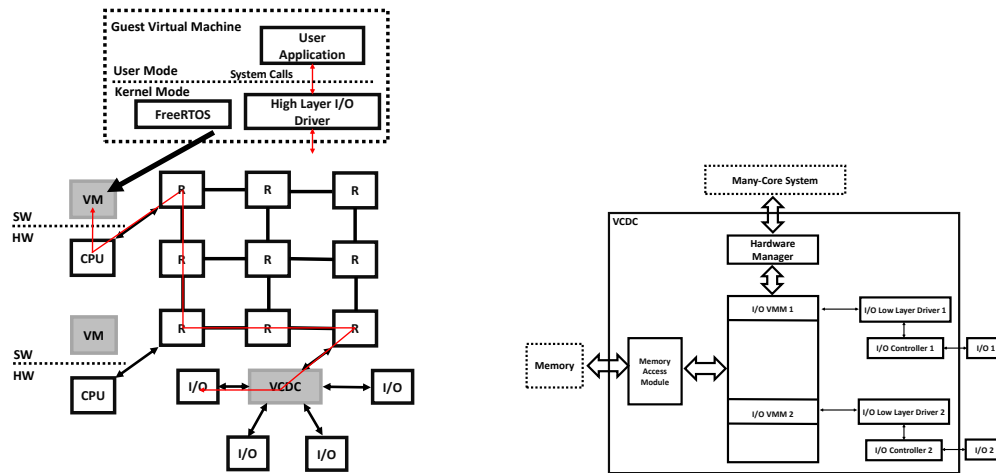 Guest Virtual Machine
User
Application
User Mode
System Calls
Kernel Mode
FreeRTOS
High Layer I/O
Driver
VM
R
R
R
SW
HW
CPU
R
R
R
VM
R
R
R
SW
HW
CPU
I/O
VCDC
I/O
I/O
I/O
Many-Core System
VCDC
Hardware
Manager
I/O VMM 1
I/O Low Layer Driver 1
I/O Controller 1
I/O 1
Memory
Memory
Access
Module
I/O VMM 2
I/O Low Layer Driver 2
I/O Controller 2
I/O 2